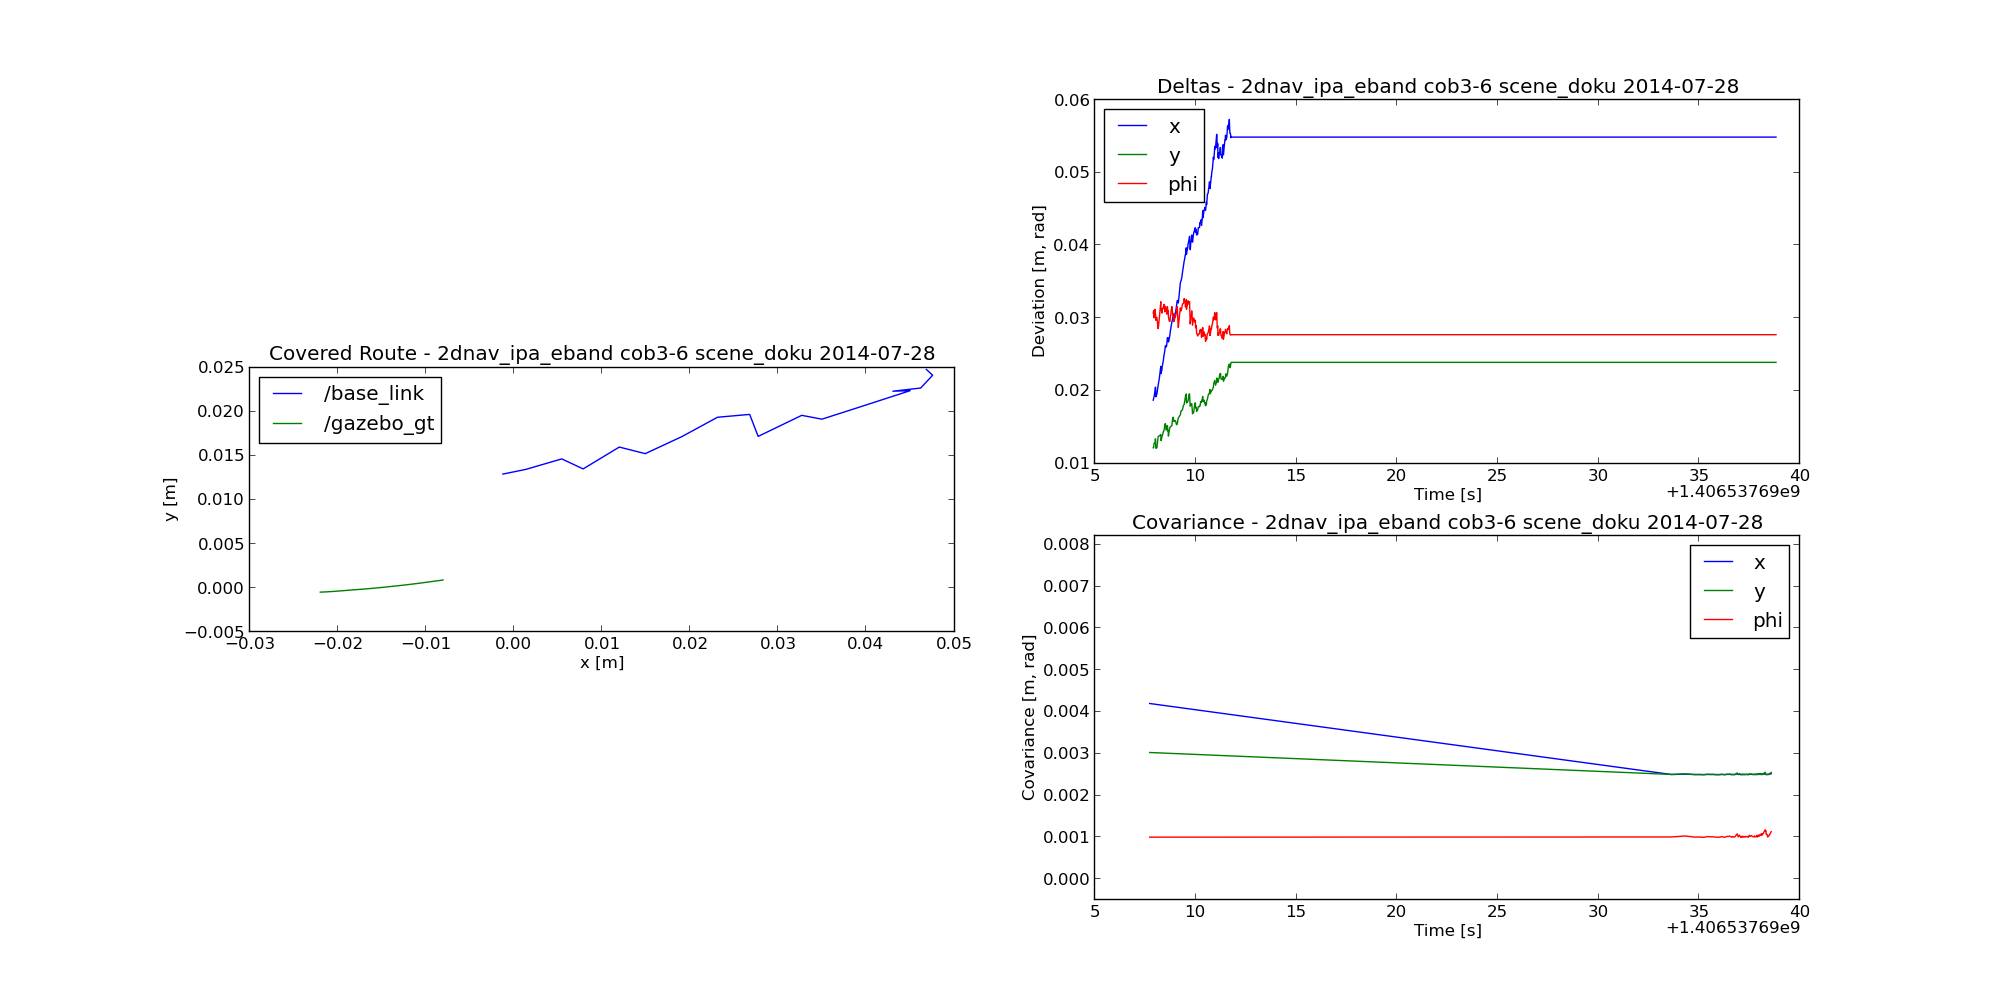 Covered Route - 2dnav_ipa_eband cob3-6 scene_doku 2014-07-28
/base_link
/gazebo_gt
y [m]
0.025
0.020
0.015
0.010
0.005
0.000
−0.005
−0.03 −0.02 −0.01 0.00 0.01 0.02 0.03 0.04 0.05
x [m]
Deltas - 2dnav_ipa_eband cob3-6 scene_doku 2014-07-28
x
y
phi
Deviation [m, rad]
0.06
0.05
0.04
0.03
0.02
0.01
5 10 15 20 25 30 35 40
Time [s]
+1.40653769e9
Covariance - 2dnav_ipa_eband cob3-6 scene_doku 2014-07-28
x
y
phi
Covariance [m, rad]
0.008
0.007
0.006
0.005
0.004
0.003
0.002
0.001
0.000
5 10 15 20 25 30 35 40
Time [s]
+1.40653769e9